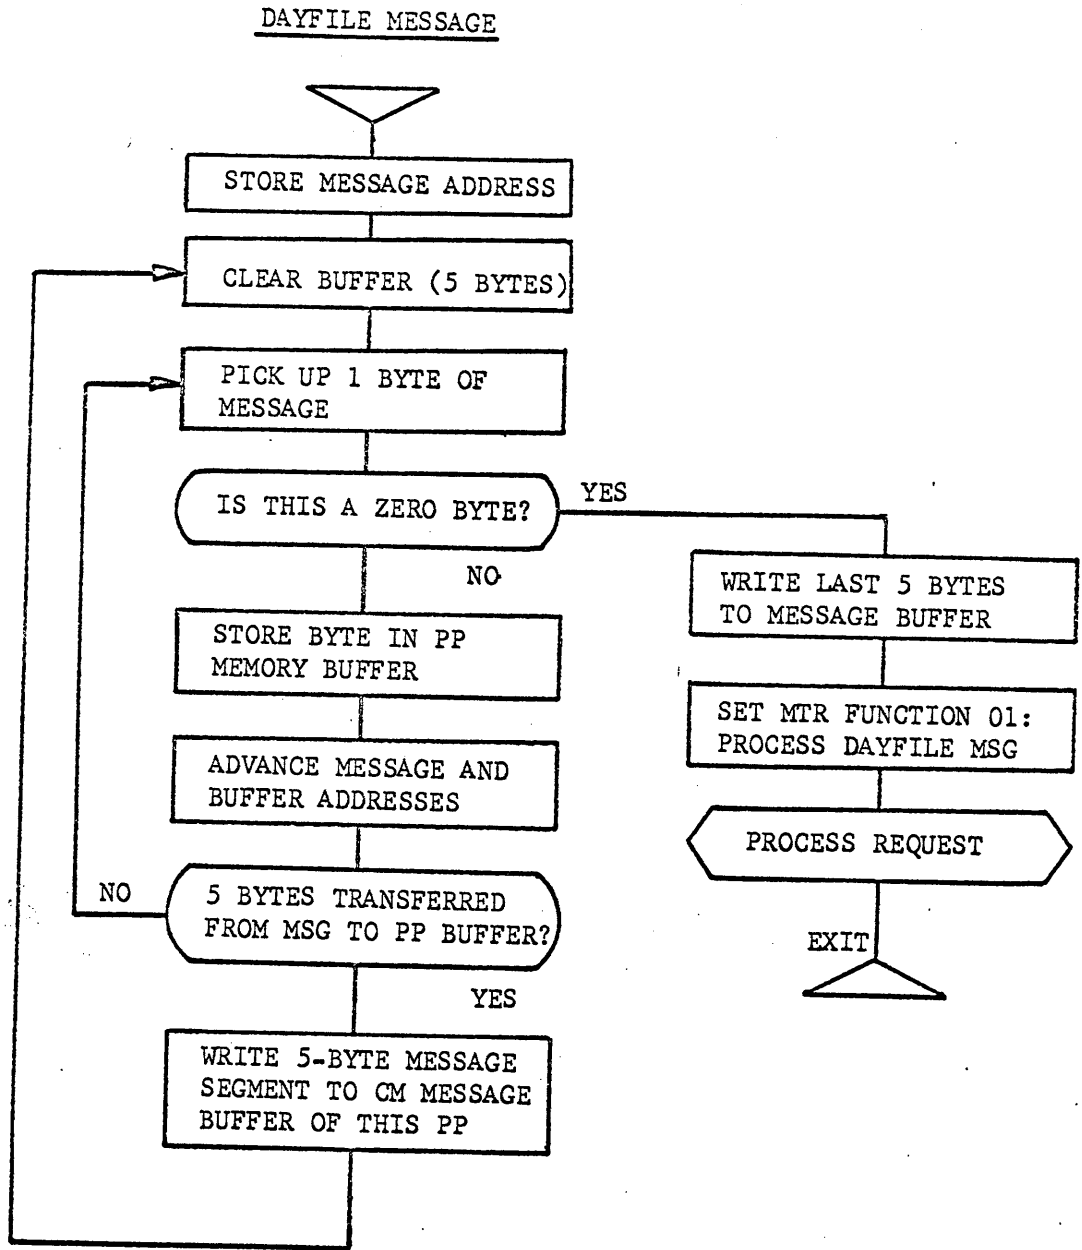 DAYFILE MESSAGE
STORE MESSAGE ADDRESS
CLEAR BUFFER (5 BYTES)
PICK UP 1 BYTE OF
MESSAGE
IS THIS A ZERO BYTE?
YES
NO
STORE BYTE IN PP
MEMORY BUFFER
ADVANCE MESSAGE AND
BUFFER ADDRESSES
NO
5 BYTES TRANSFERRED
FROM MSG TO PP BUFFER?
YES
WRITE 5-BYTE MESSAGE
SEGMENT TO CM MESSAGE
BUFFER OF THIS PP
WRITE LAST 5 BYTES
TO MESSAGE BUFFER
SET MTR FUNCTION 01:
PROCESS DAYFILE MSG
PROCESS REQUEST
EXIT